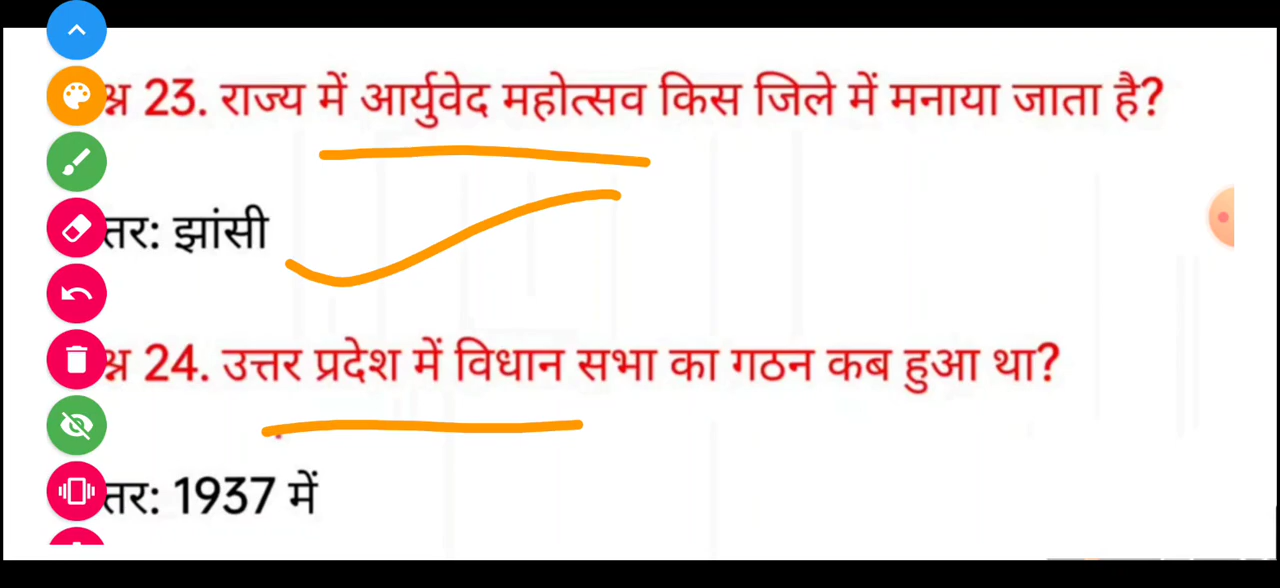 श्न 23. राज्य में आर्युवेद महोत्सव किस जिले में मनाया जाता है?
त्तर: झांसी
श्न 24. उत्तर प्रदेश में विधान सभा का गठन कब हुआ था?
त्तर: 1937 में